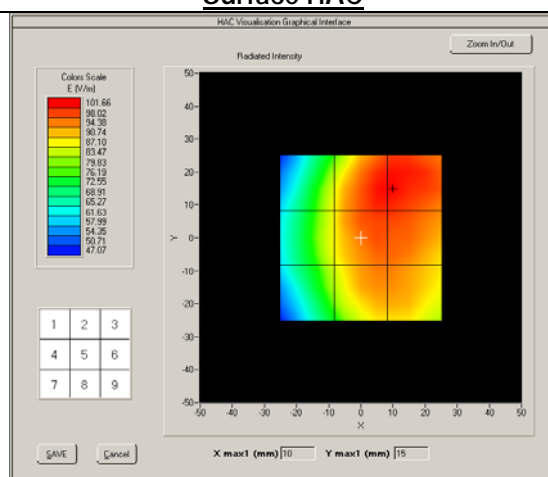 Surface HAC
HAC Visualisation Graphical Interface
Zoom In/Out
Radiated Intensity
Colors Scale
E (V/m)
101.66
98.02
94.38
90.74
87.10
83.47
79.83
76.19
72.55
68.91
65.27
61.63
57.99
54.35
50.71
47.07
50
40
30
20
10
0
-10
-20
-30
-40
-50
Y
-50 -40 -30 -20 -10 0 10 20 30 40 50
X
1 2 3
4 5 6
7 8 9
SAVE Cancel
X max1 (mm) 10 Y max1 (mm) 15